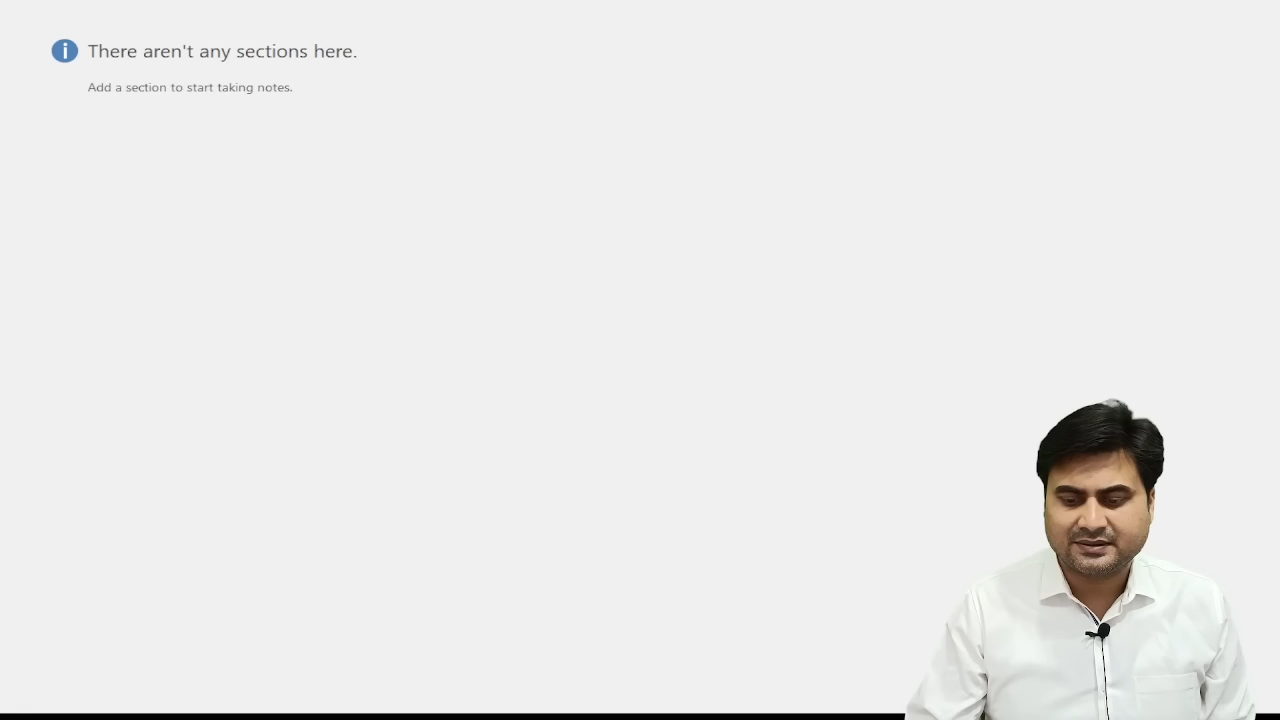 There aren't any sections here.
Add a section to start taking notes.